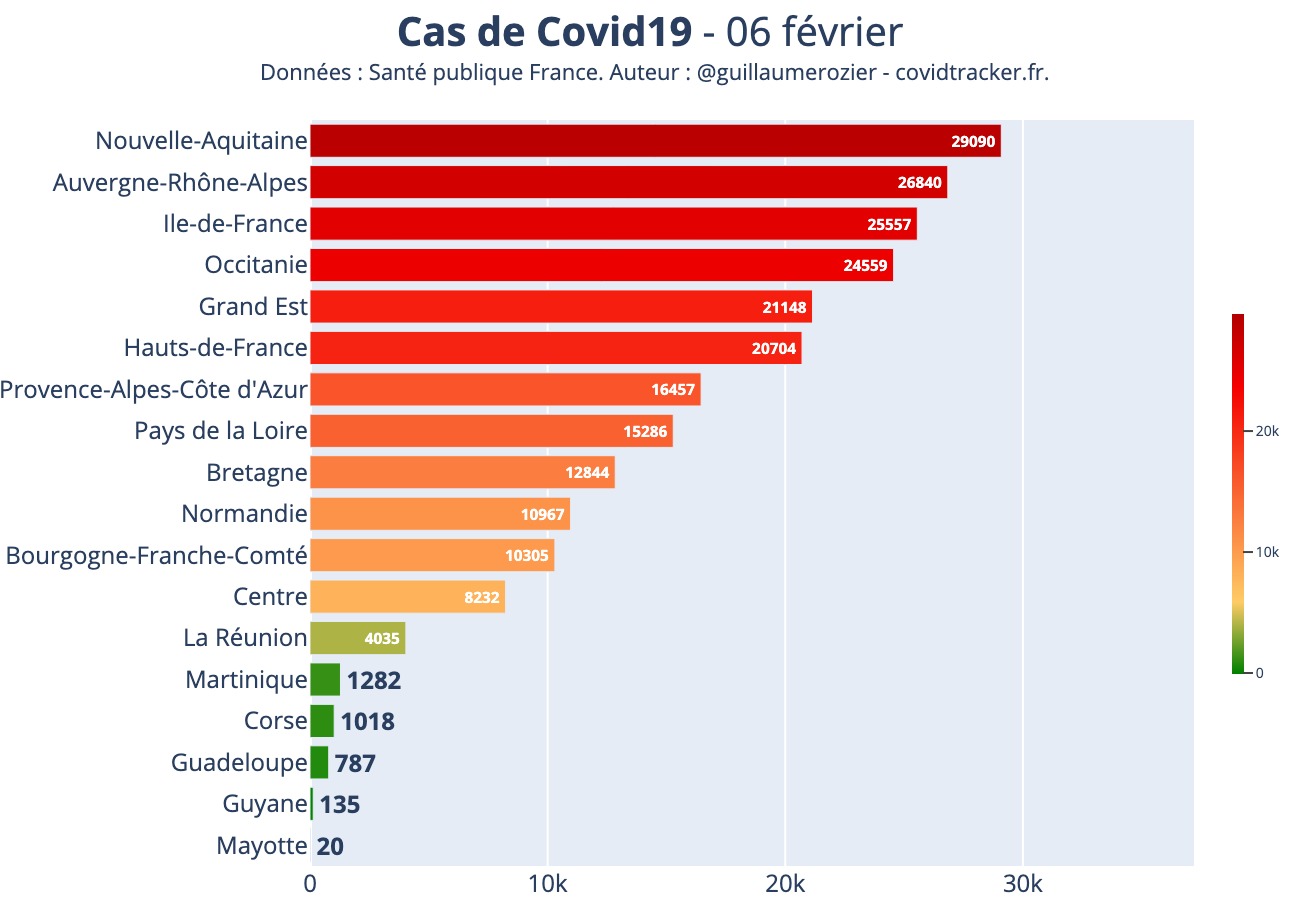 Cas de Covid19 - 06 février
Données : Santé publique France. Auteur : @guillaumerozier - covidtracker.fr.
Nouvelle-Aquitaine 29090
Auvergne-Rhône-Alpes 26840
Ile-de-France 25557
Occitanie 24559
Grand Est 21148
Hauts-de-France 20704
Provence-Alpes-Côte d'Azur 16457
Pays de la Loire 15286
Bretagne 12844
Normandie 10967
Bourgogne-Franche-Comté 10305
Centre 8232
La Réunion 4035
Martinique 1282
Corse 1018
Guadeloupe 787
Guyane 135
Mayotte 20
0 10k 20k 30k
20k
10k
0